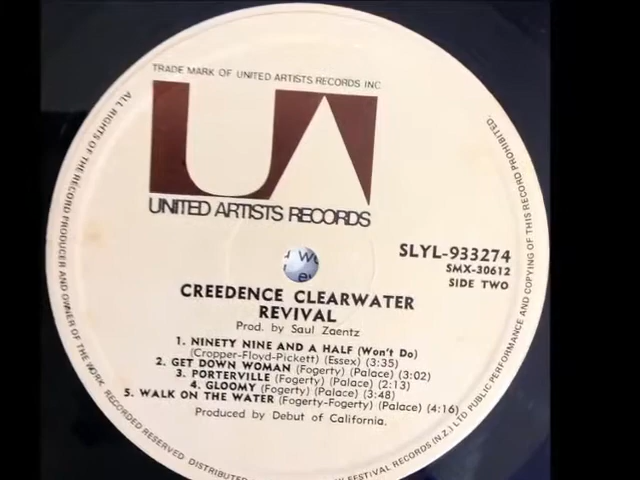 TRADE MARK OF UNITED ARTISTS RECORDS INC
UA
UNITED ARTISTS RECORDS
SLYL-933274
SMX-30612
SIDE TWO
CREEDENCE CLEARWATER
REVIVAL
Prod. by Saul Zaentz
1. NINETY NINE AND A HALF (Won't Do)
(Cropper-Floyd-Pickett) (Essex) (3:35)
2. GET DOWN WOMAN (Fogerty) (Palace) (3:02)
3. PORTERVILLE (Fogerty) (Palace) (2:13)
4. GLOOMY (Fogerty) (Palace) (3:48)
5. WALK ON THE WATER (Fogerty-Fogerty) (Palace) (4:16)
Produced by Debut of California.
ALL RIGHTS OF THE RECORD PRODUCER AND OWNER OF THE WORK RECORDED RESERVED DISTRIBUTED FESTIVAL RECORDS (N.Z.) LTD PUBLIC PERFORMANCE AND COPYING OF THIS RECORD PROHIBITED.